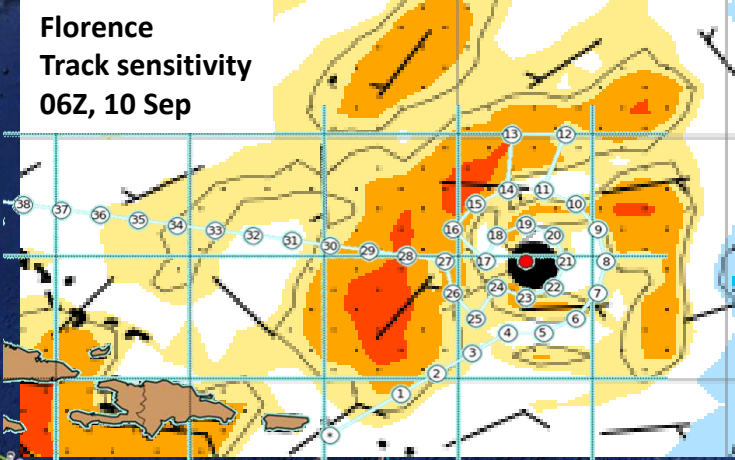 Florence
Track sensitivity
06Z, 10 Sep
13 12
14 11
38 37 36 35 34 33 32 31 30 29 28 27 15 10
16 18 19 20 9
17 21 8
26 24 23 22 7
25 4 5 6
3
2
1
*